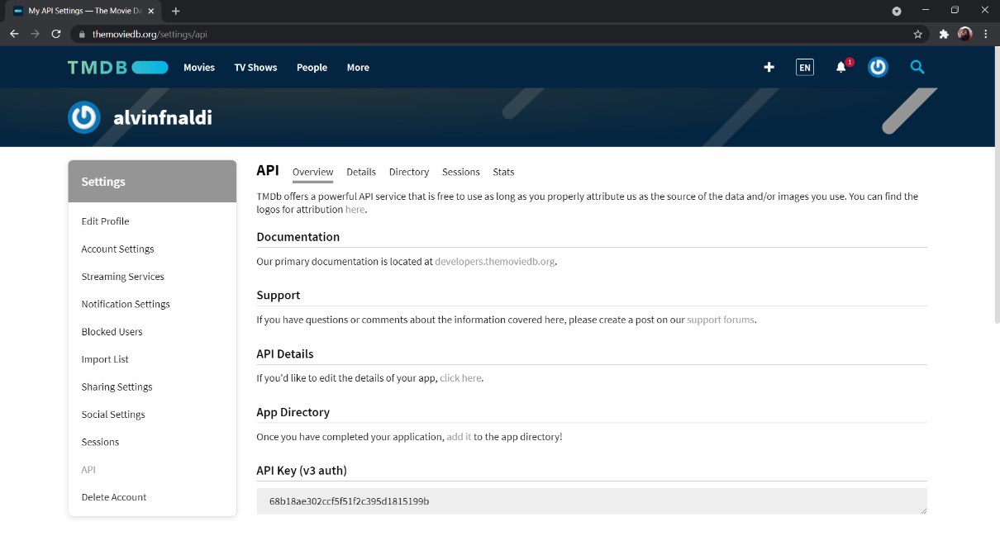 My API Settings — The Movie Da
themoviedb.org/settings/api
TMDB
Movies
TV Shows
People
More
EN
1
alvinfnaldi
Settings
Edit Profile
Account Settings
Streaming Services
Notification Settings
Blocked Users
Import List
Sharing Settings
Social Settings
Sessions
API
Delete Account
API
Overview
Details
Directory
Sessions
Stats
TMDb offers a powerful API service that is free to use as long as you properly attribute us as the source of the data and/or images you use. You can find the
logos for attribution here.
Documentation
Our primary documentation is located at developers.themoviedb.org.
Support
If you have questions or comments about the information covered here, please create a post on our support forums.
API Details
If you'd like to edit the details of your app, click here.
App Directory
Once you have completed your application, add it to the app directory!
API Key (v3 auth)
68b18ae302ccf5f51f2c395d1815199b